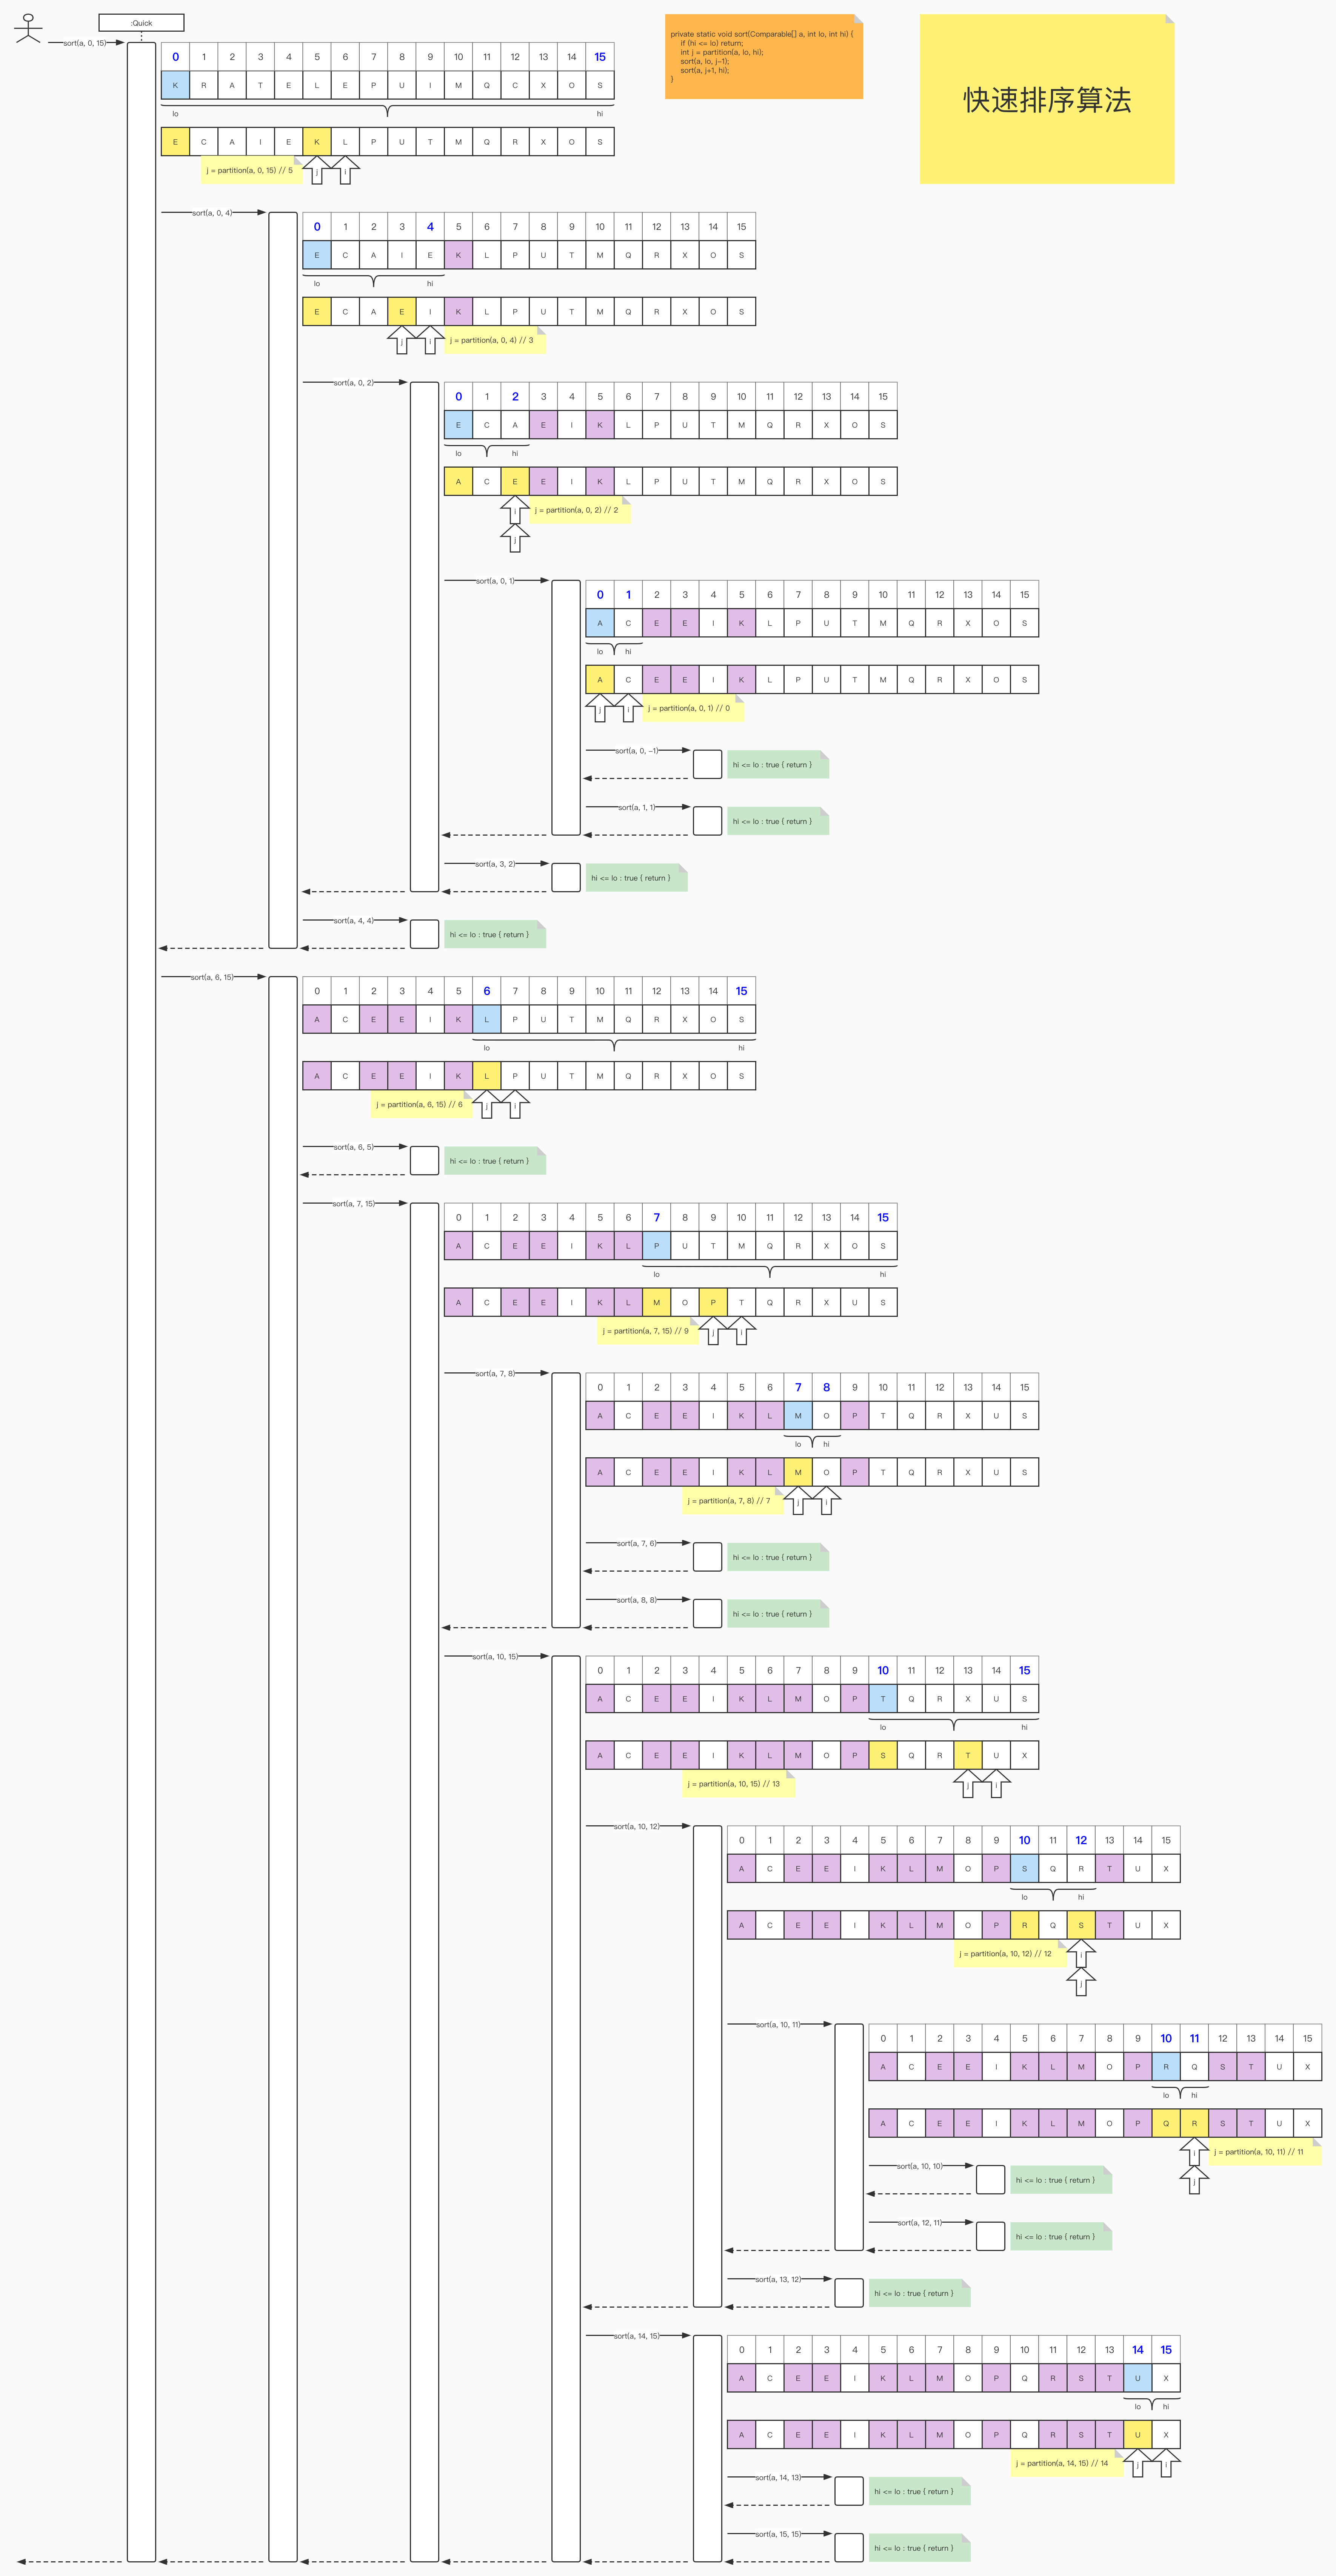 :Quick
private static void sort(Comparable[] a, int lo, int hi) {
if (hi <= lo) return;
int j = partition(a, lo, hi);
sort(a, lo, j−1);
sort(a, j+1, hi);
}
快速排序算法
sort(a, 0, 15)
0 1 2 3 4 5 6 7 8 9 10 11 12 13 14 15
K R A T E L E P U I M Q C X O S
lo hi
E C A I E K L P U T M Q R X O S
j = partition(a, 0, 15) // 5
j i
sort(a, 0, 4)
0 1 2 3 4 5 6 7 8 9 10 11 12 13 14 15
E C A I E K L P U T M Q R X O S
lo hi
E C A E I K L P U T M Q R X O S
j i
j = partition(a, 0, 4) // 3
sort(a, 0, 2)
0 1 2 3 4 5 6 7 8 9 10 11 12 13 14 15
E C A E I K L P U T M Q R X O S
lo hi
A C E E I K L P U T M Q R X O S
i
j = partition(a, 0, 2) // 2
j
sort(a, 0, 1)
0 1 2 3 4 5 6 7 8 9 10 11 12 13 14 15
A C E E I K L P U T M Q R X O S
lo hi
A C E E I K L P U T M Q R X O S
j i
j = partition(a, 0, 1) // 0
sort(a, 0, −1)
hi <= lo : true { return }
sort(a, 1, 1)
hi <= lo : true { return }
sort(a, 3, 2)
hi <= lo : true { return }
sort(a, 4, 4)
hi <= lo : true { return }
sort(a, 6, 15)
0 1 2 3 4 5 6 7 8 9 10 11 12 13 14 15
A C E E I K L P U T M Q R X O S
lo hi
A C E E I K L P U T M Q R X O S
j = partition(a, 6, 15) // 6
j i
sort(a, 6, 5)
hi <= lo : true { return }
sort(a, 7, 15)
0 1 2 3 4 5 6 7 8 9 10 11 12 13 14 15
A C E E I K L P U T M Q R X O S
lo hi
A C E E I K L M O P T Q R X U S
j = partition(a, 7, 15) // 9
j i
sort(a, 7, 8)
0 1 2 3 4 5 6 7 8 9 10 11 12 13 14 15
A C E E I K L M O P T Q R X U S
lo hi
A C E E I K L M O P T Q R X U S
j = partition(a, 7, 8) // 7
j i
sort(a, 7, 6)
hi <= lo : true { return }
sort(a, 8, 8)
hi <= lo : true { return }
sort(a, 10, 15)
0 1 2 3 4 5 6 7 8 9 10 11 12 13 14 15
A C E E I K L M O P T Q R X U S
lo hi
A C E E I K L M O P S Q R T U X
j = partition(a, 10, 15) // 13
j i
sort(a, 10, 12)
0 1 2 3 4 5 6 7 8 9 10 11 12 13 14 15
A C E E I K L M O P S Q R T U X
lo hi
A C E E I K L M O P R Q S T U X
j = partition(a, 10, 12) // 12
i
j
sort(a, 10, 11)
0 1 2 3 4 5 6 7 8 9 10 11 12 13 14 15
A C E E I K L M O P R Q S T U X
lo hi
A C E E I K L M O P Q R S T U X
i
j = partition(a, 10, 11) // 11
j
sort(a, 10, 10)
hi <= lo : true { return }
sort(a, 12, 11)
hi <= lo : true { return }
sort(a, 13, 12)
hi <= lo : true { return }
sort(a, 14, 15)
0 1 2 3 4 5 6 7 8 9 10 11 12 13 14 15
A C E E I K L M O P Q R S T U X
lo hi
A C E E I K L M O P Q R S T U X
j = partition(a, 14, 15) // 14
j i
sort(a, 14, 13)
hi <= lo : true { return }
sort(a, 15, 15)
hi <= lo : true { return }